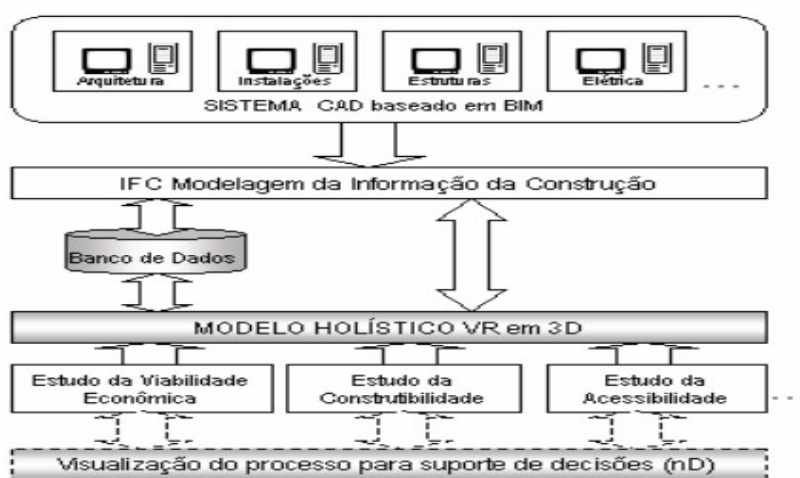 Arquitetura Instalações Estruturas Elétrica ...
SISTEMA CAD baseado em BIM
IFC Modelagem da Informação da Construção
Banco de Dados
MODELO HOLÍSTICO VR em 3D
Estudo da Viabilidade
Econômica
Estudo da
Construtibilidade
Estudo da
Acessibilidade
...
Visualização do processo para suporte de decisões (nD)